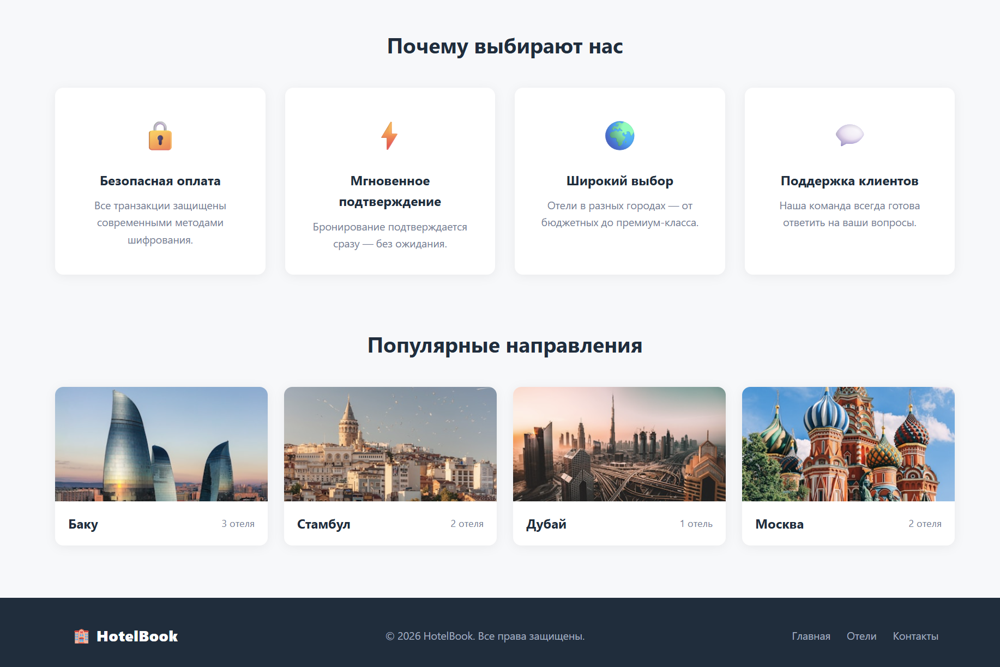 Почему выбирают нас
Безопасная оплата
Все транзакции защищены
современными методами
шифрования.
Мгновенное
подтверждение
Бронирование подтверждается
сразу — без ожидания.
Широкий выбор
Отели в разных городах — от
бюджетных до премиум-класса.
Поддержка клиентов
Наша команда всегда готова
ответить на ваши вопросы.
Популярные направления
Баку
3 отеля
Стамбул
2 отеля
Дубай
1 отель
Москва
2 отеля
HotelBook
© 2026 HotelBook. Все права защищены.
Главная
Отели
Контакты